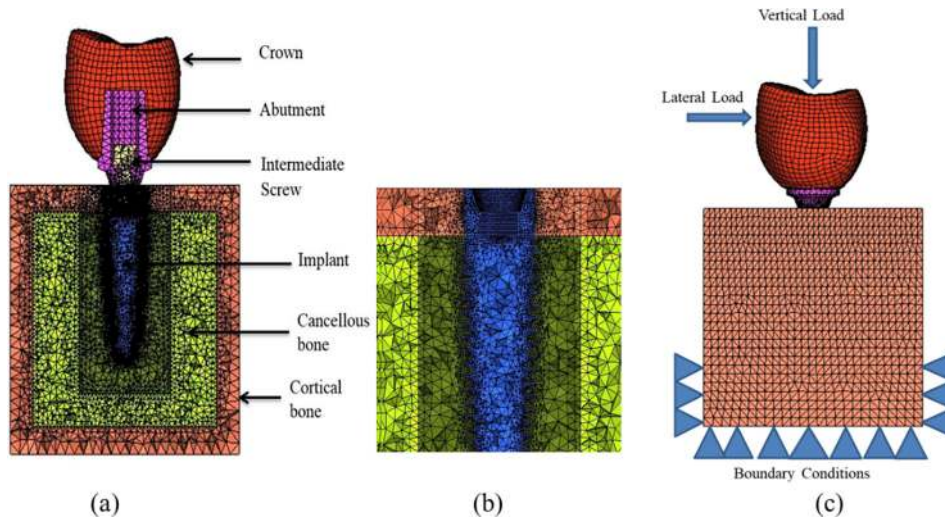 Crown
Abutment
Intermediate
Screw
Implant
Cancellous
bone
Cortical
bone
(a)
(b)
Vertical Load
Lateral Load
Boundary Conditions
(c)